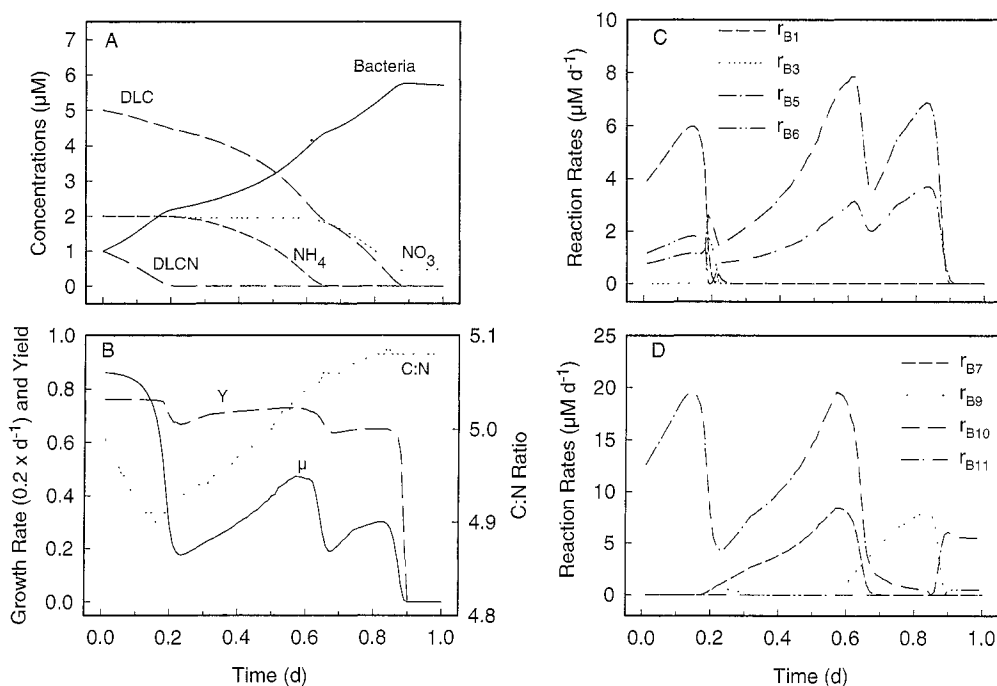 A
Concentrations (µM)
7
6
5
4
3
2
1
0
DLC
Bacteria
DLCN
NH4
NO3
B
Growth Rate (0.2 x d-1) and Yield
1.0
0.8
0.6
0.4
0.2
0.0
Y
µ
C:N
5.1
5.0
4.9
4.8
C:N Ratio
0.0 0.2 0.4 0.6 0.8 1.0
Time (d)
C
Reaction Rates (µM d-1)
10
8
6
4
2
0
rB1
rB3
rB5
rB6
D
Reaction Rates (µM d-1)
25
20
15
10
5
0
rB7
rB9
rB10
rB11
0.0 0.2 0.4 0.6 0.8 1.0
Time (d)